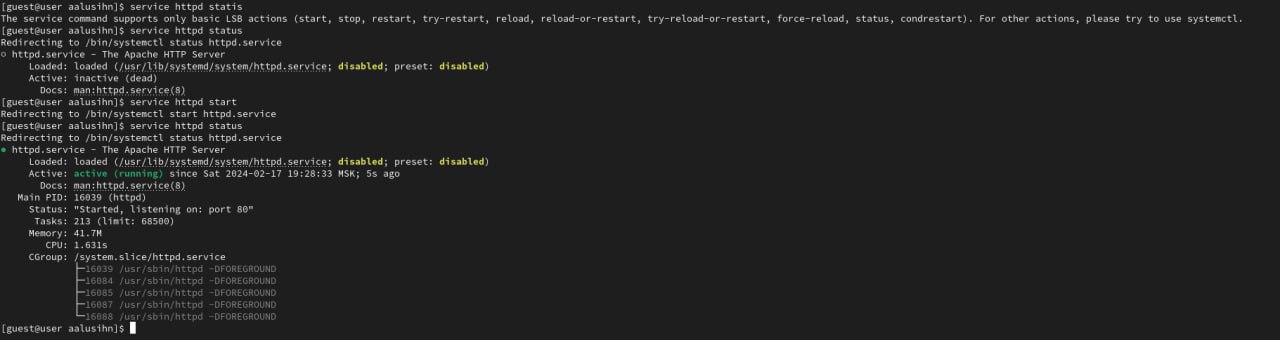 [guest@user aalusihn]$ service httpd statis
The service command supports only basic LSB actions (start, stop, restart, try-restart, reload, reload-or-restart, try-reload-or-restart, force-reload, status, condrestart). For other actions, please try to use systemctl.
[guest@user aalusihn]$ service httpd status
Redirecting to /bin/systemctl status httpd.service
○ httpd.service - The Apache HTTP Server
Loaded: loaded (/usr/lib/systemd/system/httpd.service; disabled; preset: disabled)
Active: inactive (dead)
Docs: man:httpd.service(8)
[guest@user aalusihn]$ service httpd start
Redirecting to /bin/systemctl start httpd.service
[guest@user aalusihn]$ service httpd status
Redirecting to /bin/systemctl status httpd.service
● httpd.service - The Apache HTTP Server
Loaded: loaded (/usr/lib/systemd/system/httpd.service; disabled; preset: disabled)
Active: active (running) since Sat 2024-02-17 19:28:33 MSK; 5s ago
Docs: man:httpd.service(8)
Main PID: 16039 (httpd)
Status: "Started, listening on: port 80"
Tasks: 213 (limit: 68500)
Memory: 41.7M
CPU: 1.631s
CGroup: /system.slice/httpd.service
├─16039 /usr/sbin/httpd -DFOREGROUND
├─16084 /usr/sbin/httpd -DFOREGROUND
├─16085 /usr/sbin/httpd -DFOREGROUND
├─16087 /usr/sbin/httpd -DFOREGROUND
└─16088 /usr/sbin/httpd -DFOREGROUND
[guest@user aalusihn]$